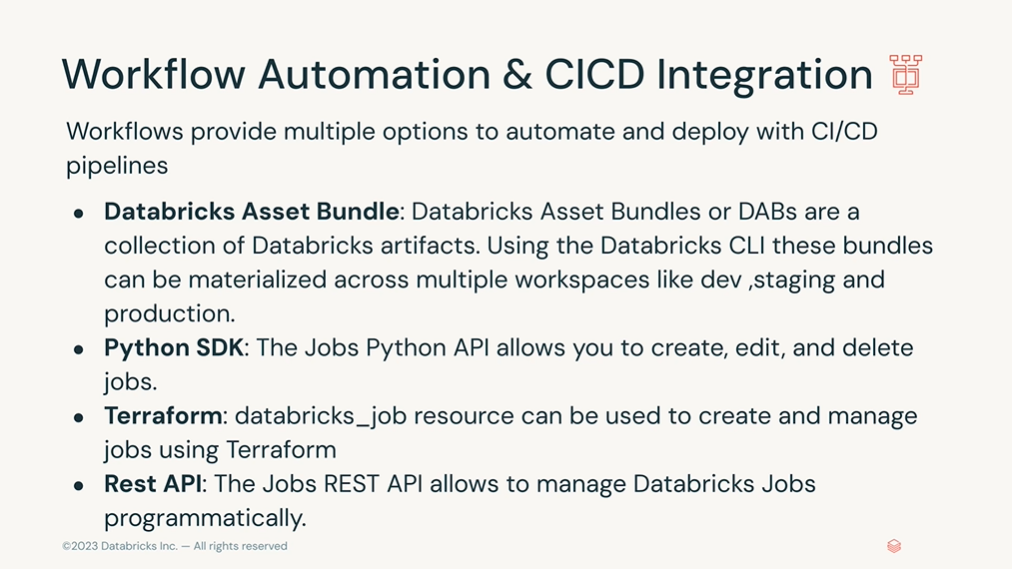 Workflow Automation & CICD Integration
Workflows provide multiple options to automate and deploy with CI/CD
pipelines
● Databricks Asset Bundle: Databricks Asset Bundles or DABs are a
collection of Databricks artifacts. Using the Databricks CLI these bundles
can be materialized across multiple workspaces like dev ,staging and
production.
● Python SDK: The Jobs Python API allows you to create, edit, and delete
jobs.
● Terraform: databricks_job resource can be used to create and manage
jobs using Terraform
● Rest API: The Jobs REST API allows to manage Databricks Jobs
programmatically.
©2023 Databricks Inc. — All rights reserved